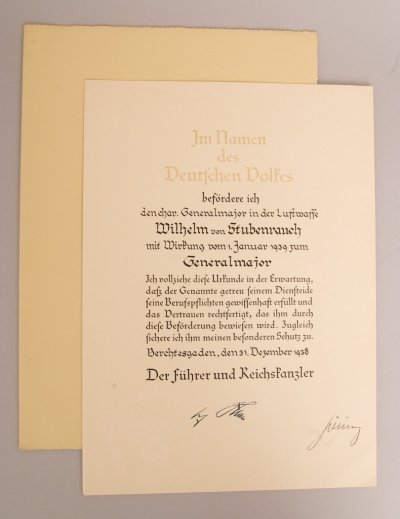 Im Namen
des
Deutschen Volkes
befördere ich
den char. Generalmajor in der Luftwaffe
Wilhelm von Stubenrauch
mit Wirkung vom 1. Januar 1939 zum
Generalmajor
Ich vollziehe diese Urkunde in der Erwartung,
daß der Genannte getreu seinem Diensteide
seine Berufspflichten gewissenhaft erfüllt und
das Vertrauen rechtfertigt, das ihm durch
diese Beförderung bewiesen wird. Zugleich
sichere ich ihm meinen besonderen Schutz zu.
Berchtesgaden, den 31. Dezember 1938
Der Führer und Reichskanzler